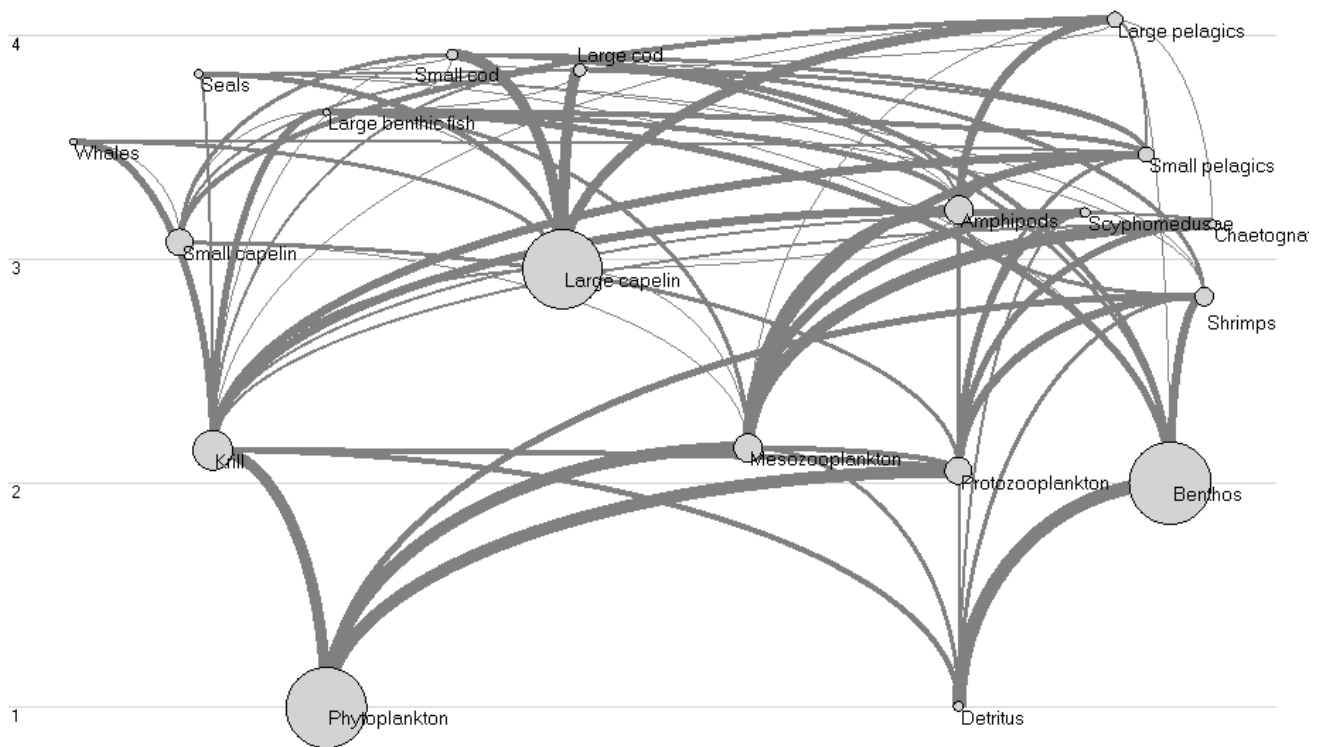 4
Large pelagics
Large cod
Small cod
Seals
Large benthic fish
Whales
Small pelagics
Amphipods
Scyphomedusae
Chaetognat
Small capelin
3
Large capelin
Shrimps
Krill
Mesozooplankton
Protozooplankton
2
Benthos
1
Phytoplankton
Detritus